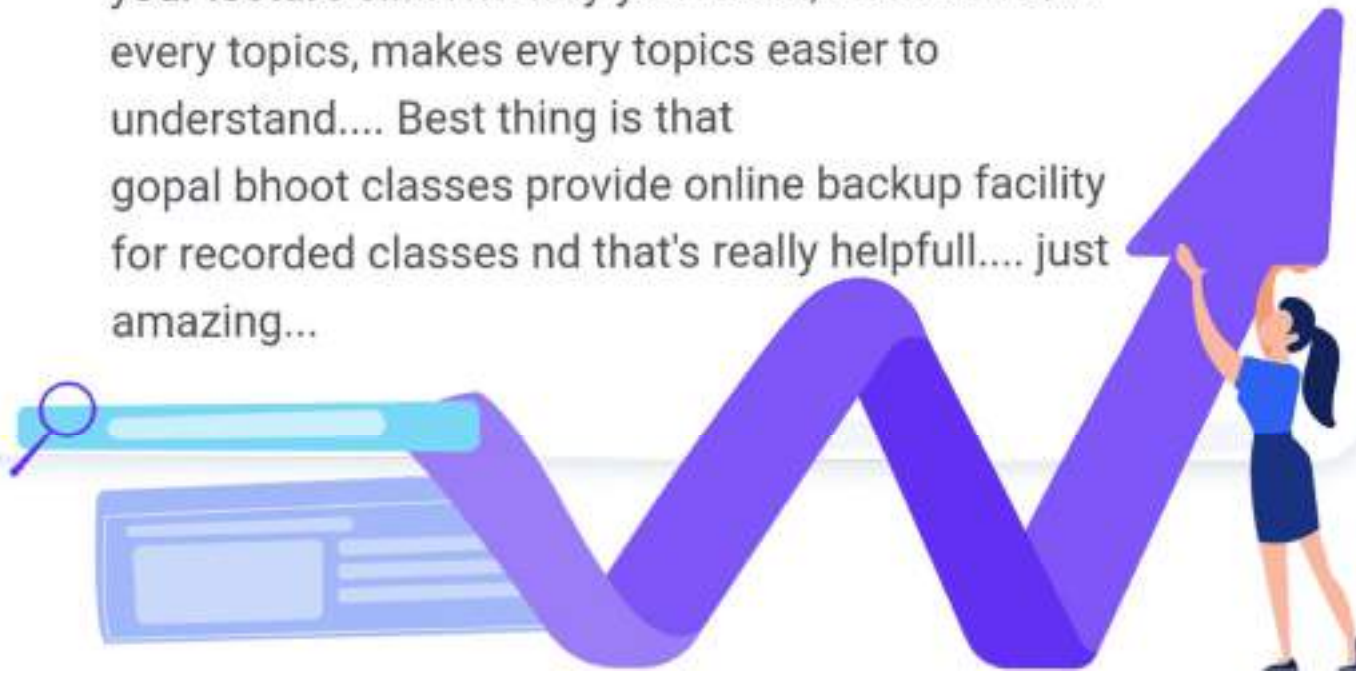 every topics, makes every topics easier to
understand.... Best thing is that
gopal bhoot classes provide online backup facility
for recorded classes nd that's really helpfull.... just
amazing...